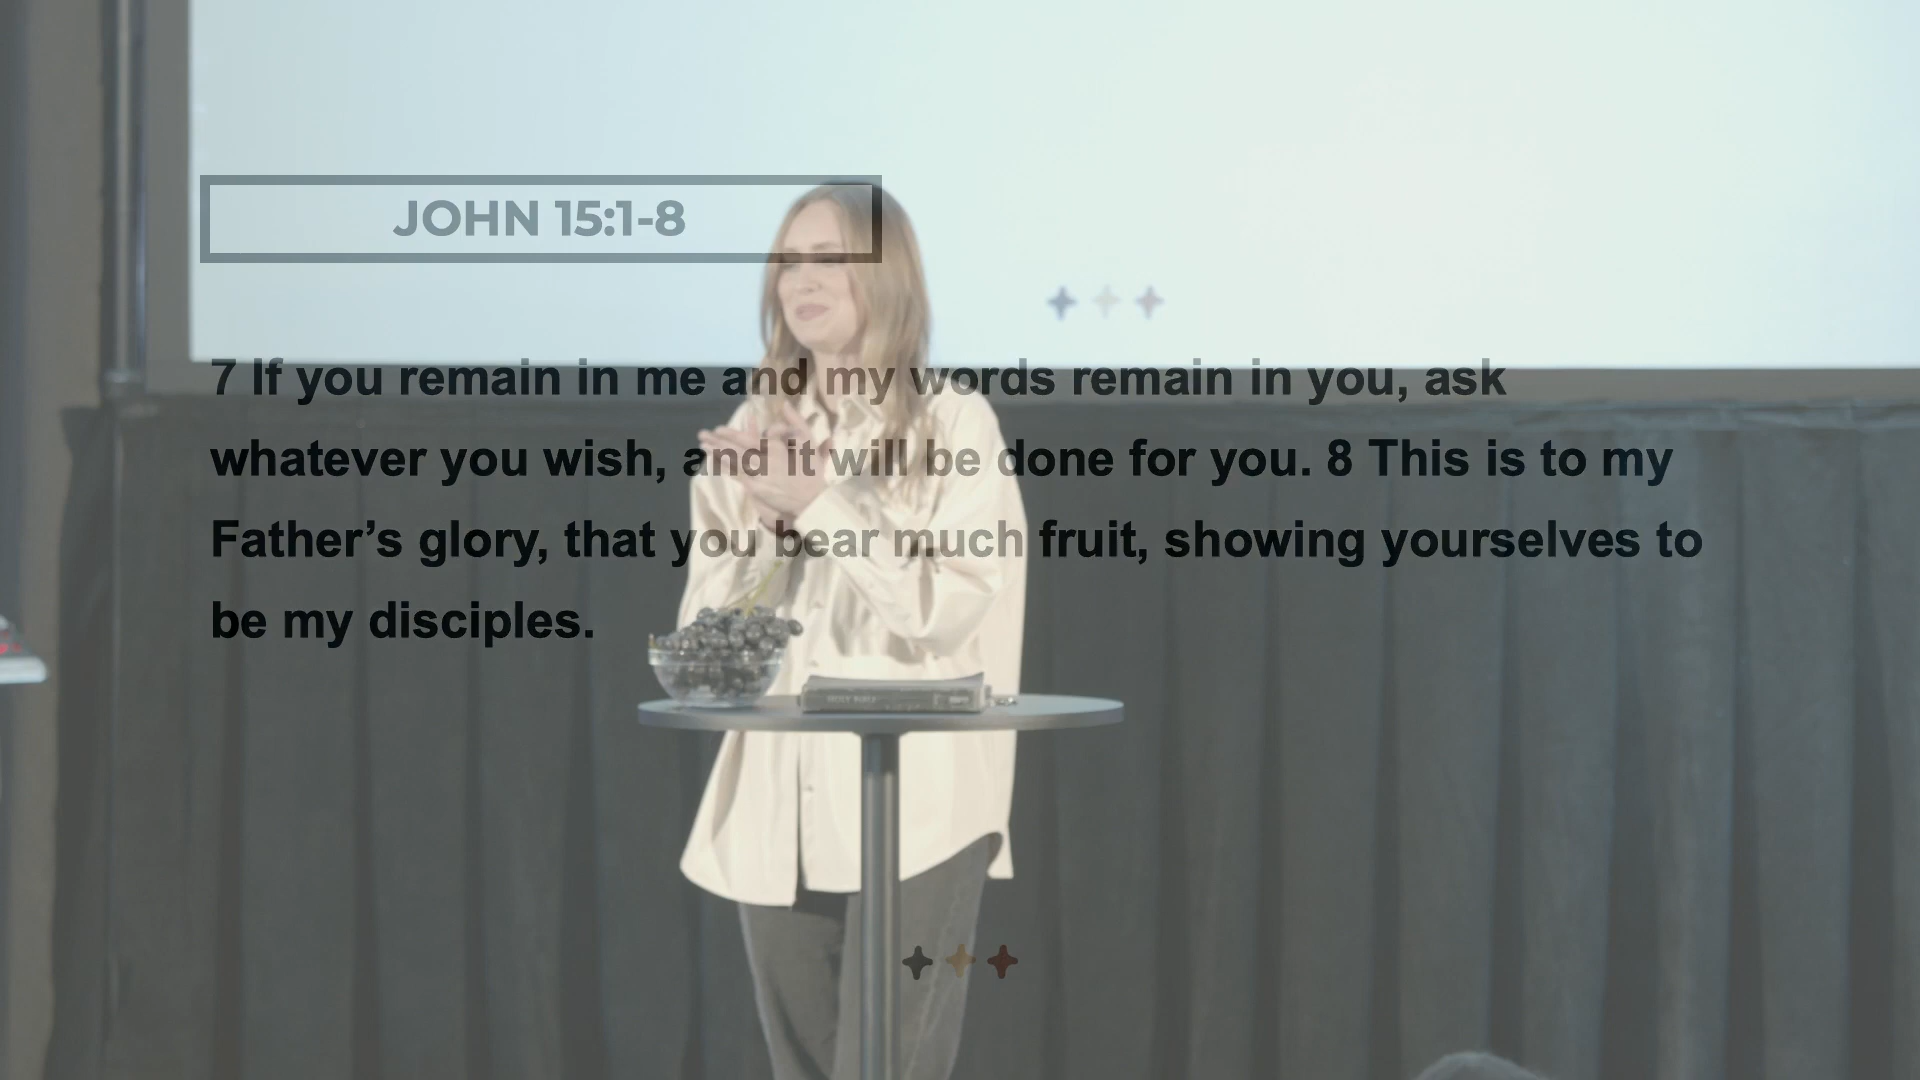 JOHN 15:1-8
7 If you remain in me and my words remain in you, ask
whatever you wish, and it will be done for you. 8 This is to my
Father’s glory, that you bear much fruit, showing yourselves to
be my disciples.
HOLY BIBLE